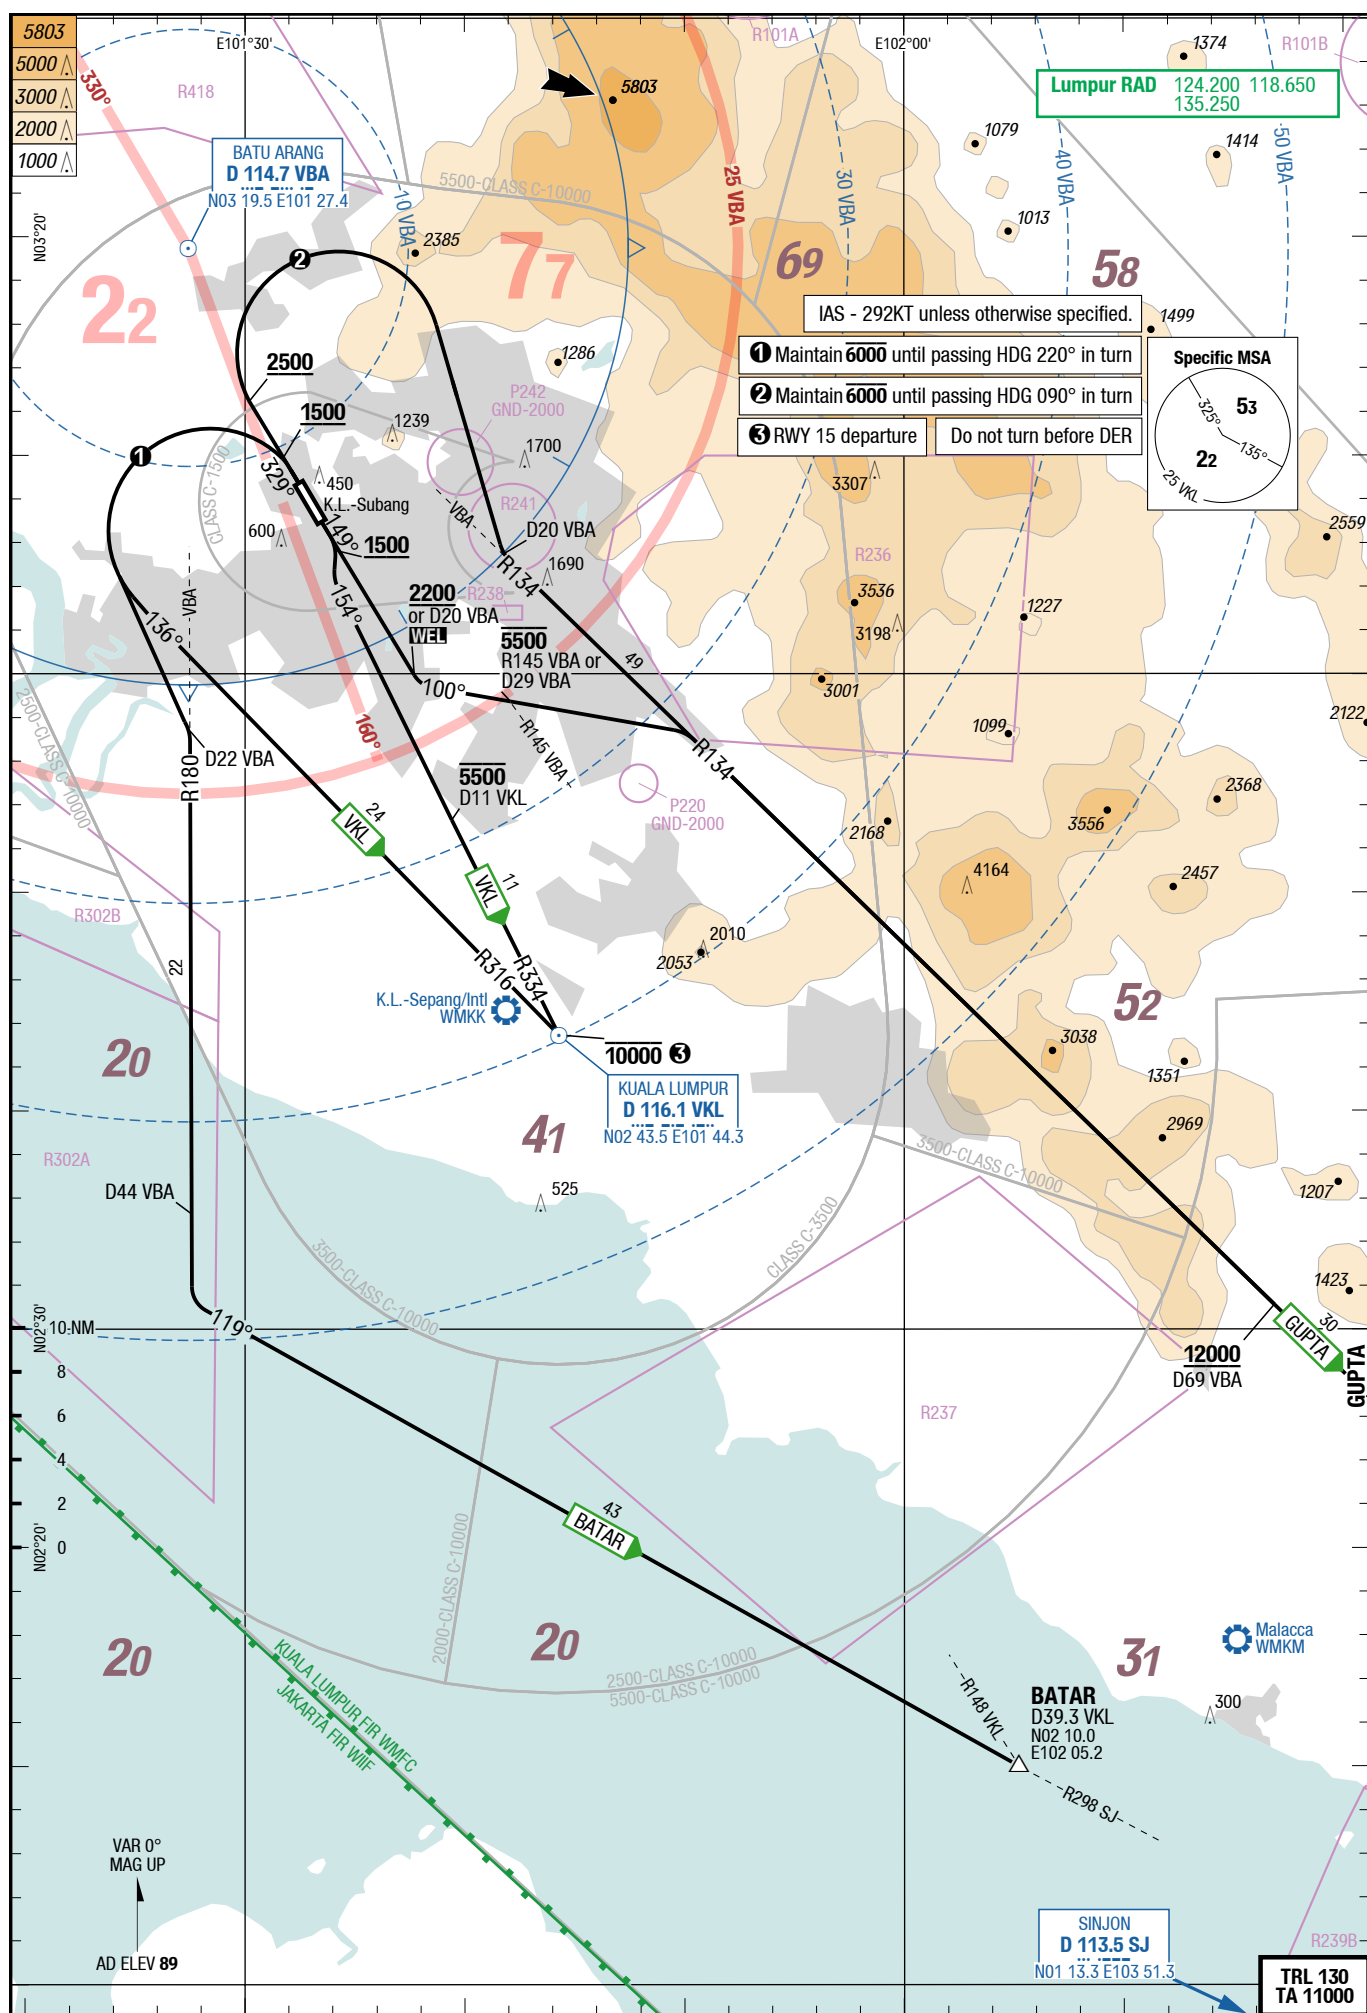 5803
5000
3000
2000
1000
E101°30'
E102°00'
R101A
R101B
1374
Lumpur RAD 124.200 118.650
135.250
330°
R418
5803
BATU ARANG
D 114.7 VBA
N03 19.5 E101 27.4
5500-CLASS C-10000
10 VBA
25 VBA
30 VBA
40 VBA
50 VBA
1079
1414
1013
N03°20'
2385
22
77
69
58
IAS - 292KT unless otherwise specified.
1499
❶ Maintain 6000 until passing HDG 220° in turn
❷ Maintain 6000 until passing HDG 090° in turn
❸ RWY 15 departure
Do not turn before DER
Specific MSA
325°
53
135°
22
25 VKL
❷
2500
1286
P242
GND-2000
1500
1239
1700
❶
CLASS C-1500
329°
450
K.L.-Subang
R241
VBA
149°
600
1500
D20 VBA
R134
1690
3307
R236
2559
154°
2200
or D20 VBA
WEL
R238
5500
R145 VBA or
D29 VBA
49
3536
3198
1227
VBA
136°
100°
R145 VBA
3001
1099
2122
2500-CLASS C-10000
160°
R180
D22 VBA
R134
5500
D11 VKL
P220
GND-2000
2368
3556
2168
24
VKL
11
VKL
4164
2457
R302B
22
2010
2053
R316
R334
K.L.-Sepang/Intl
WMKK
52
10000 ❸
3038
1351
20
KUALA LUMPUR
D 116.1 VKL
N02 43.5 E101 44.3
41
2969
3500-CLASS C-10000
R302A
D44 VBA
525
1207
CLASS C-3500
3500-CLASS C-10000
1423
119°
N02°30'
10 NM
8
6
4
2
0
30
GUPTA
GUPTA
12000
D69 VBA
R237
43
BATAR
N02°20'
2000-CLASS C-10000
20
20
31
Malacca
WMKM
2500-CLASS C-10000
5500-CLASS C-10000
KUALA LUMPUR FIR WMFC
JAKARTA FIR WIIF
R148 VKL
BATAR
D39.3 VKL
N02 10.0
E102 05.2
300
R298 SJ
VAR 0°
MAG UP
AD ELEV 89
SINJON
D 113.5 SJ
N01 13.3 E103 51.3
R239B
TRL 130
TA 11000